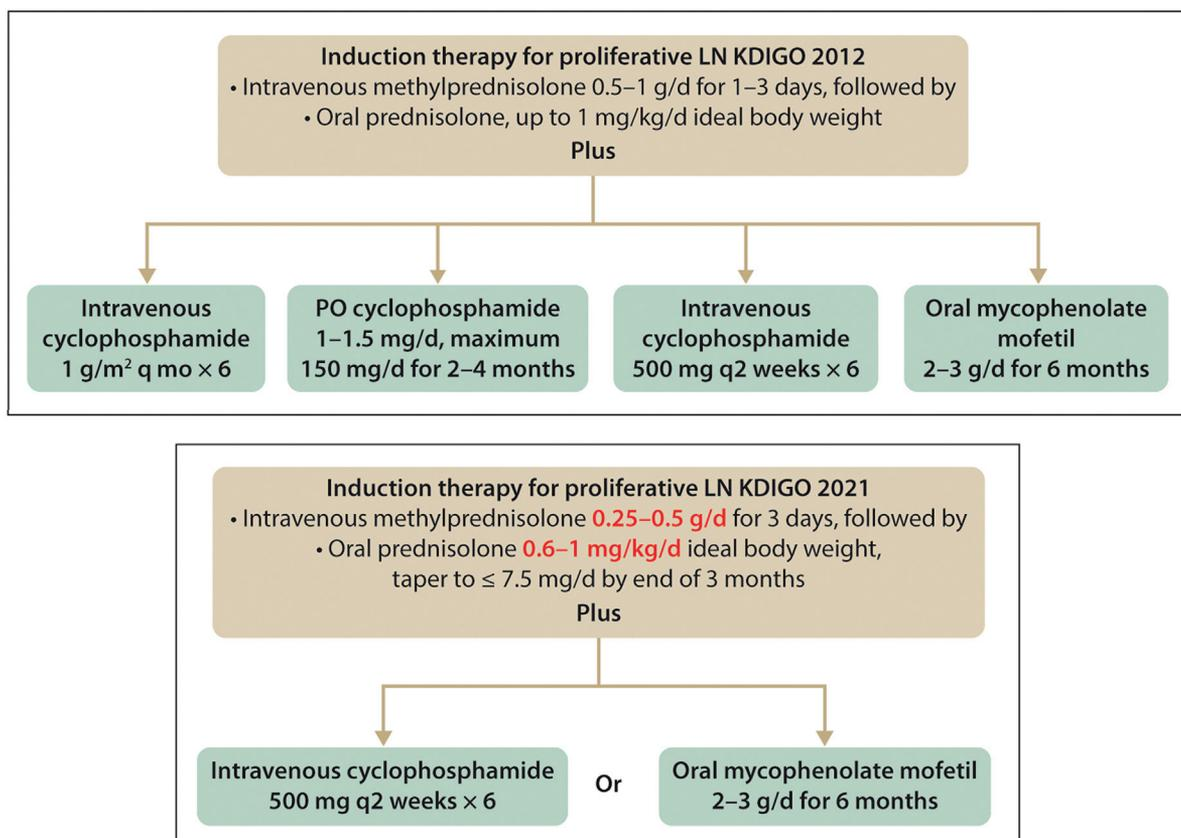 Induction therapy for proliferative LN KDIGO 2012
• Intravenous methylprednisolone 0.5–1 g/d for 1–3 days, followed by
• Oral prednisolone, up to 1 mg/kg/d ideal body weight
Plus
Intravenous
cyclophosphamide
1 g/m² q mo × 6
PO cyclophosphamide
1–1.5 mg/d, maximum
150 mg/d for 2–4 months
Intravenous
cyclophosphamide
500 mg q2 weeks × 6
Oral mycophenolate
mofetil
2–3 g/d for 6 months
Induction therapy for proliferative LN KDIGO 2021
• Intravenous methylprednisolone 0.25–0.5 g/d for 3 days, followed by
• Oral prednisolone 0.6–1 mg/kg/d ideal body weight,
taper to ≤ 7.5 mg/d by end of 3 months
Plus
Intravenous cyclophosphamide
500 mg q2 weeks × 6
Or
Oral mycophenolate mofetil
2–3 g/d for 6 months